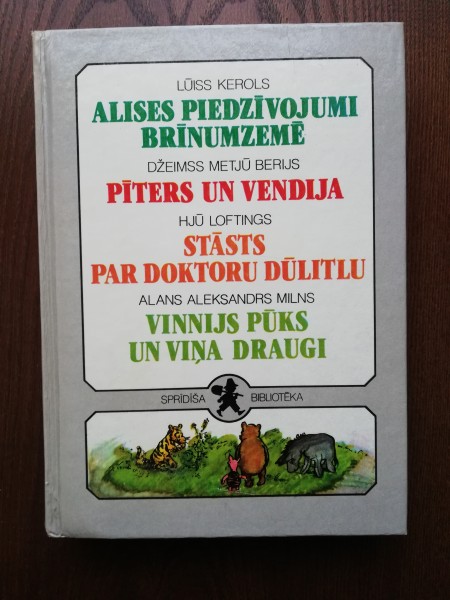 LŪISS KEROLS
ALISES PIEDZĪVOJUMI
BRĪNUMZEMĒ
DŽEIMSS METJŪ BERIJS
PĪTERS UN VENDIJA
HJŪ LOFTINGS
STĀSTS
PAR DOKTORU DŪLITLU
ALANS ALEKSANDRS MILNS
VINNIJS PŪKS
UN VIŅA DRAUGI
SPRĪDĪŠA BIBLIOTĒKA